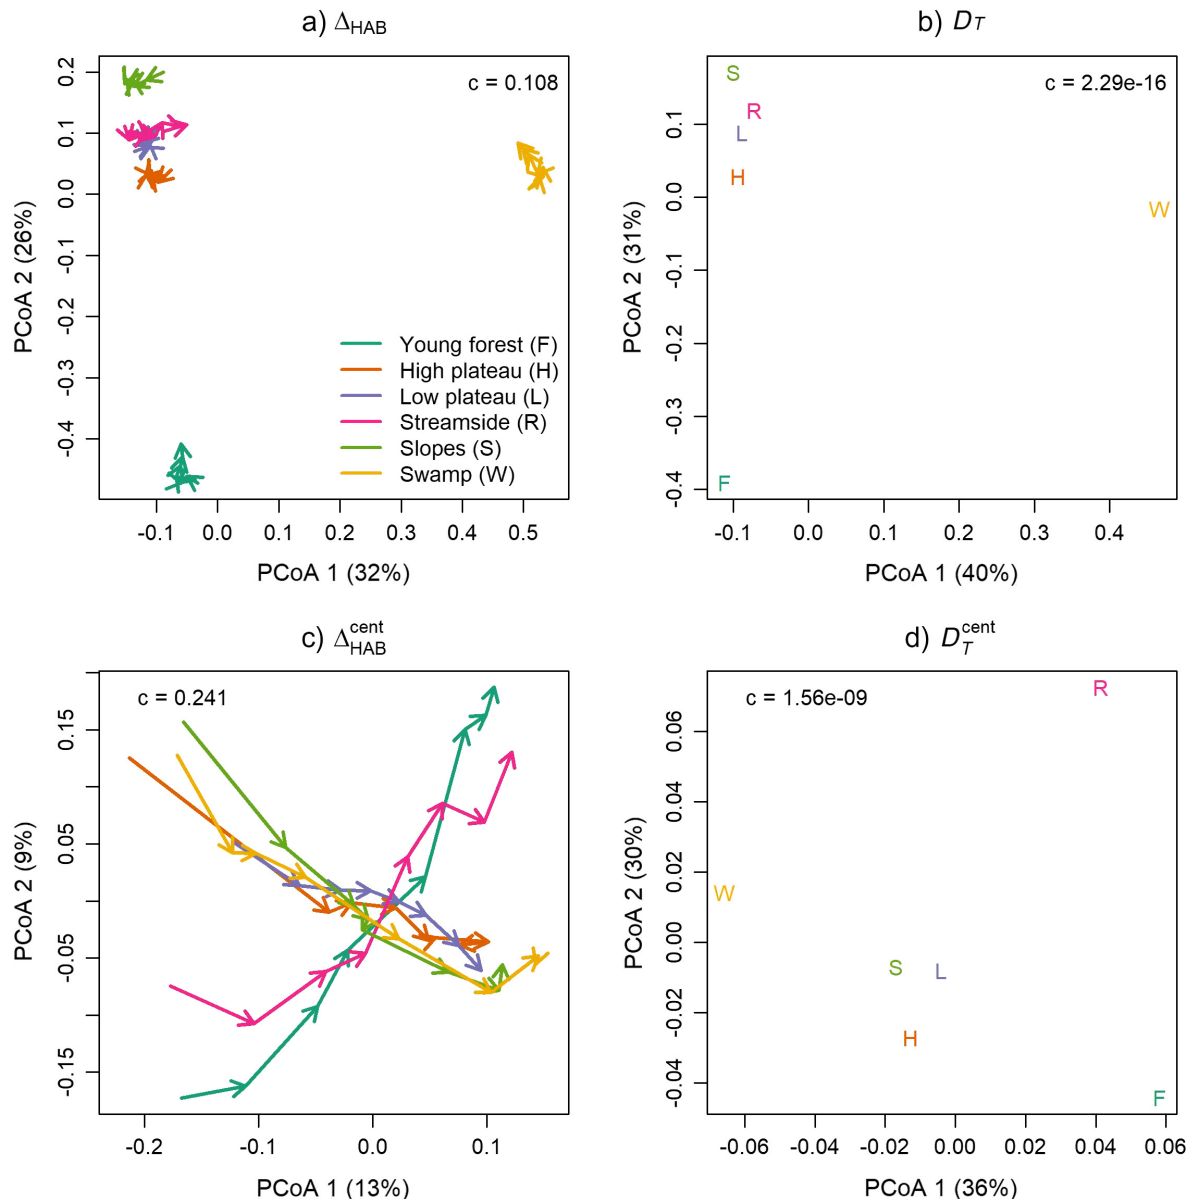 a) Δ_HAB
c = 0.108
PCoA 2 (26%)
0.2
0.1
0.0
-0.1
-0.2
-0.3
-0.4
Young forest (F)
High plateau (H)
Low plateau (L)
Streamside (R)
Slopes (S)
Swamp (W)
-0.1 0.0 0.1 0.2 0.3 0.4 0.5
PCoA 1 (32%)
b) D_T
c = 2.29e-16
PCoA 2 (31%)
0.1
0.0
-0.1
-0.2
-0.3
-0.4
S
R
L
H
W
F
-0.1 0.0 0.1 0.2 0.3 0.4
PCoA 1 (40%)
c) Δ_HAB^cent
c = 0.241
PCoA 2 (9%)
0.15
0.05
-0.05
-0.15
-0.2 -0.1 0.0 0.1
PCoA 1 (13%)
d) D_T^cent
c = 1.56e-09
PCoA 2 (30%)
0.06
0.04
0.02
0.00
-0.02
-0.04
R
W
S
L
H
F
-0.06 -0.04 -0.02 0.00 0.02 0.04 0.06
PCoA 1 (36%)